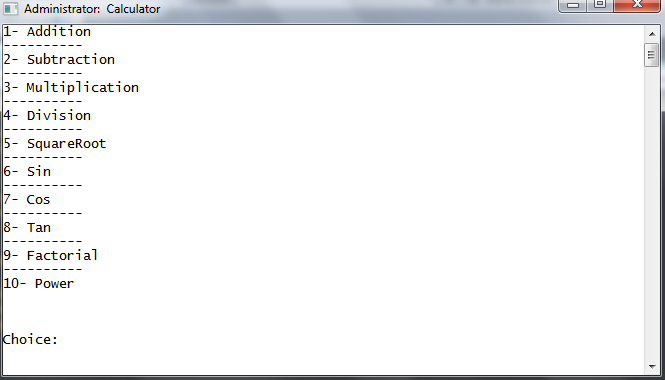 Administrator: Calculator
1- Addition
----------
2- Subtraction
----------
3- Multiplication
----------
4- Division
----------
5- SquareRoot
----------
6- Sin
----------
7- Cos
----------
8- Tan
----------
9- Factorial
----------
10- Power
Choice: